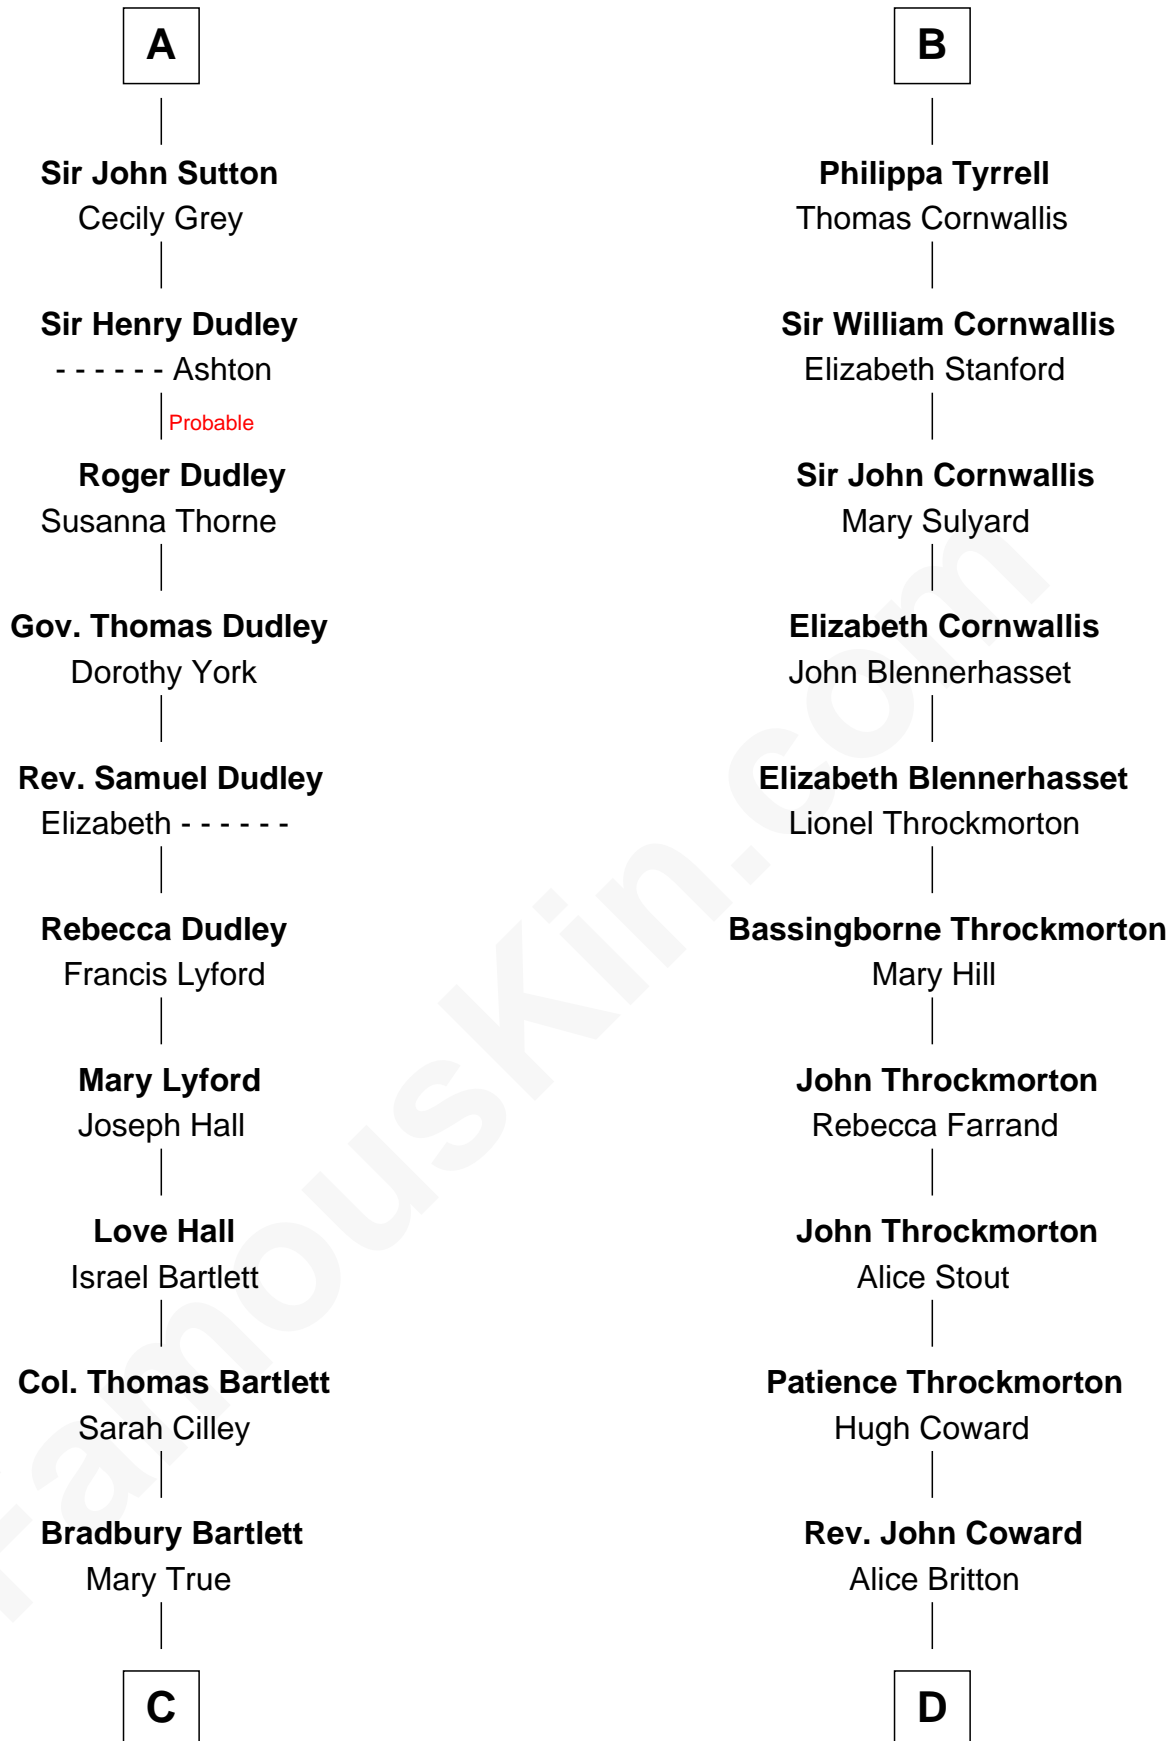 A
Sir John Sutton
Cecily Grey
Sir Henry Dudley
- - - - - - Ashton
Probable
Roger Dudley
Susanna Thorne
Gov. Thomas Dudley
Dorothy York
Rev. Samuel Dudley
Elizabeth - - - - - -
Rebecca Dudley
Francis Lyford
Mary Lyford
Joseph Hall
Love Hall
Israel Bartlett
Col. Thomas Bartlett
Sarah Cilley
Bradbury Bartlett
Mary True
C
B
Philippa Tyrrell
Thomas Cornwallis
Sir William Cornwallis
Elizabeth Stanford
Sir John Cornwallis
Mary Sulyard
Elizabeth Cornwallis
John Blennerhasset
Elizabeth Blennerhasset
Lionel Throckmorton
Bassingborne Throckmorton
Mary Hill
John Throckmorton
Rebecca Farrand
John Throckmorton
Alice Stout
Patience Throckmorton
Hugh Coward
Rev. John Coward
Alice Britton
D
FamousKin.com